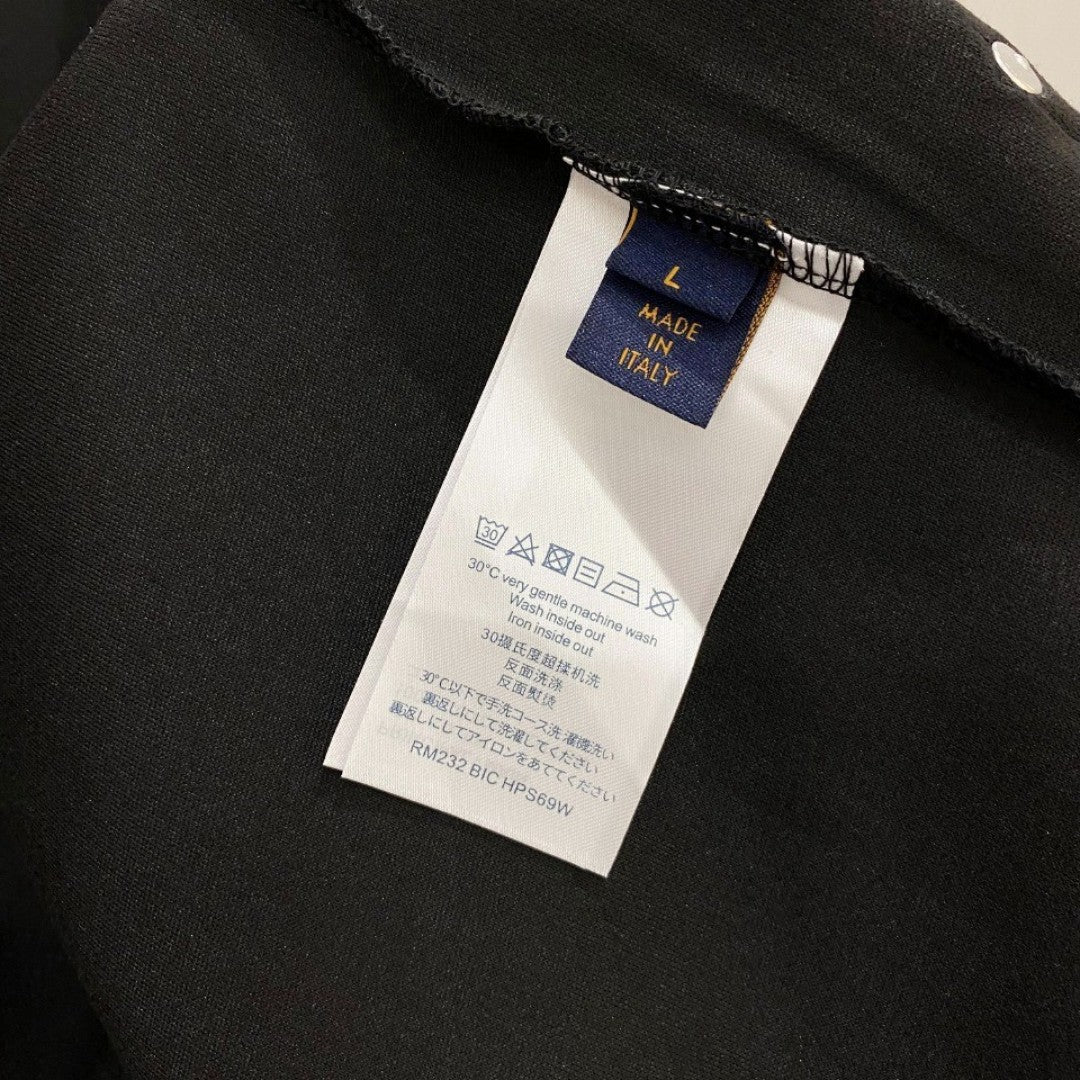 L
MADE
IN
ITALY
30
30°C very gentle machine wash
Wash inside out
Iron inside out
30摄氏度超揉机洗
反面洗涤
反面熨烫
30℃以下で手洗コース洗濯機洗い
裏返しにして洗濯してください
裏返しにしてアイロンをあててください
RM232 BIC HPS69W